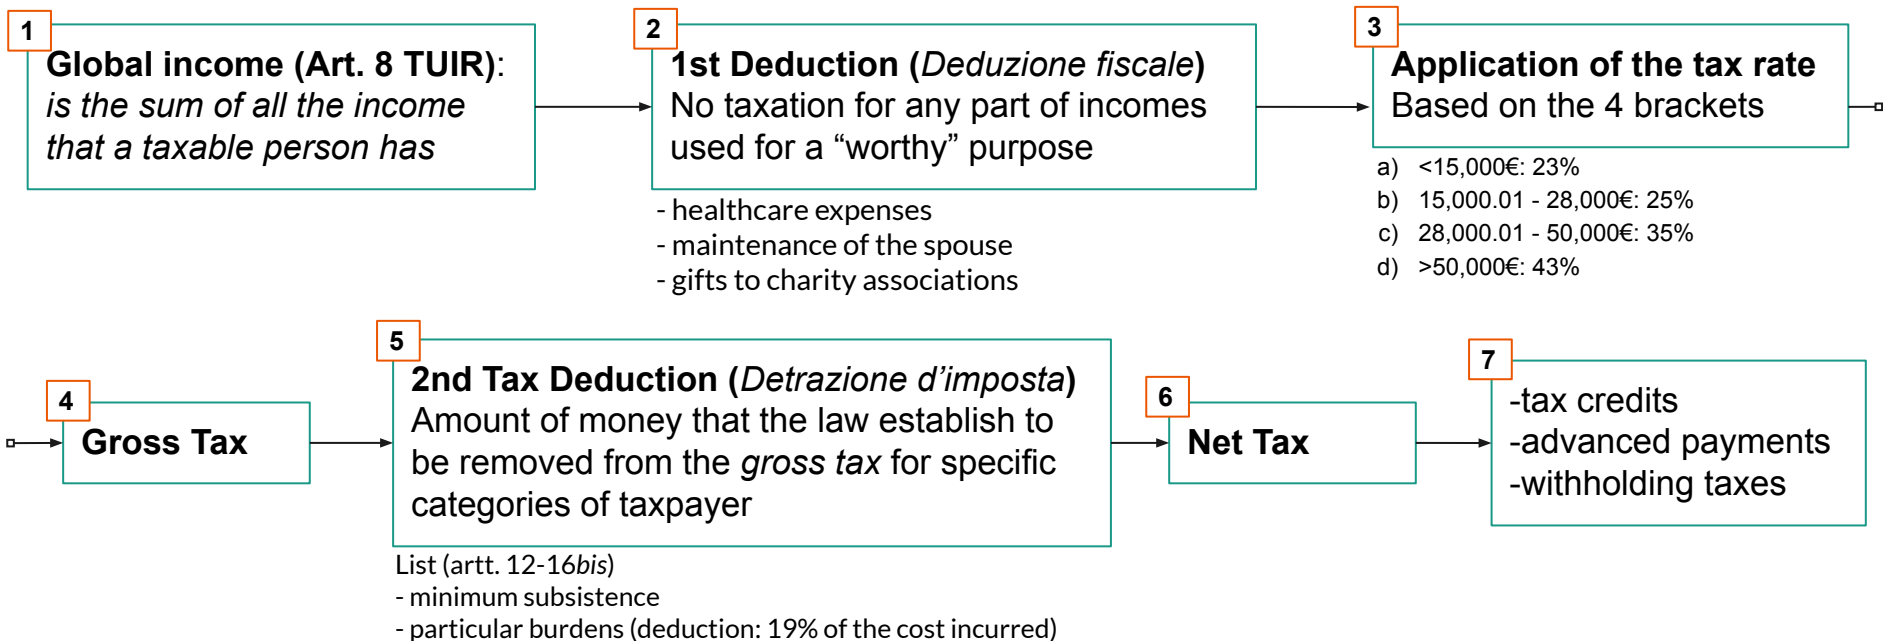 1
Global income (Art. 8 TUIR):
is the sum of all the income
that a taxable person has
2
1st Deduction (Deduzione fiscale)
No taxation for any part of incomes
used for a “worthy” purpose
- healthcare expenses
- maintenance of the spouse
- gifts to charity associations
3
Application of the tax rate
Based on the 4 brackets
a) <15,000€: 23%
b) 15,000.01 - 28,000€: 25%
c) 28,000.01 - 50,000€: 35%
d) >50,000€: 43%
4
Gross Tax
5
2nd Tax Deduction (Detrazione d’imposta)
Amount of money that the law establish to
be removed from the gross tax for specific
categories of taxpayer
List (artt. 12-16bis)
- minimum subsistence
- particular burdens (deduction: 19% of the cost incurred)
6
Net Tax
7
-tax credits
-advanced payments
-withholding taxes